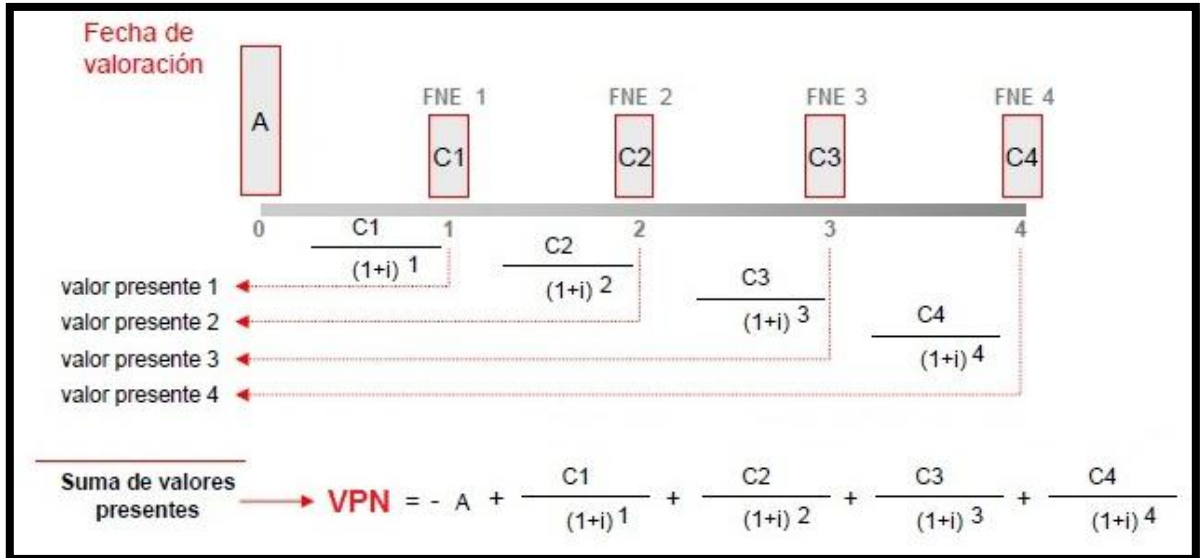 Fecha de
valoración
A
FNE 1 FNE 2 FNE 3 FNE 4
C1 C2 C3 C4
0 1 2 3 4
C1
(1+i) 1
C2
(1+i) 2
C3
(1+i) 3
C4
(1+i) 4
valor presente 1
valor presente 2
valor presente 3
valor presente 4
Suma de valores
presentes
VPN = - A + C1 + C2 + C3 + C4
(1+i) 1 (1+i) 2 (1+i) 3 (1+i) 4